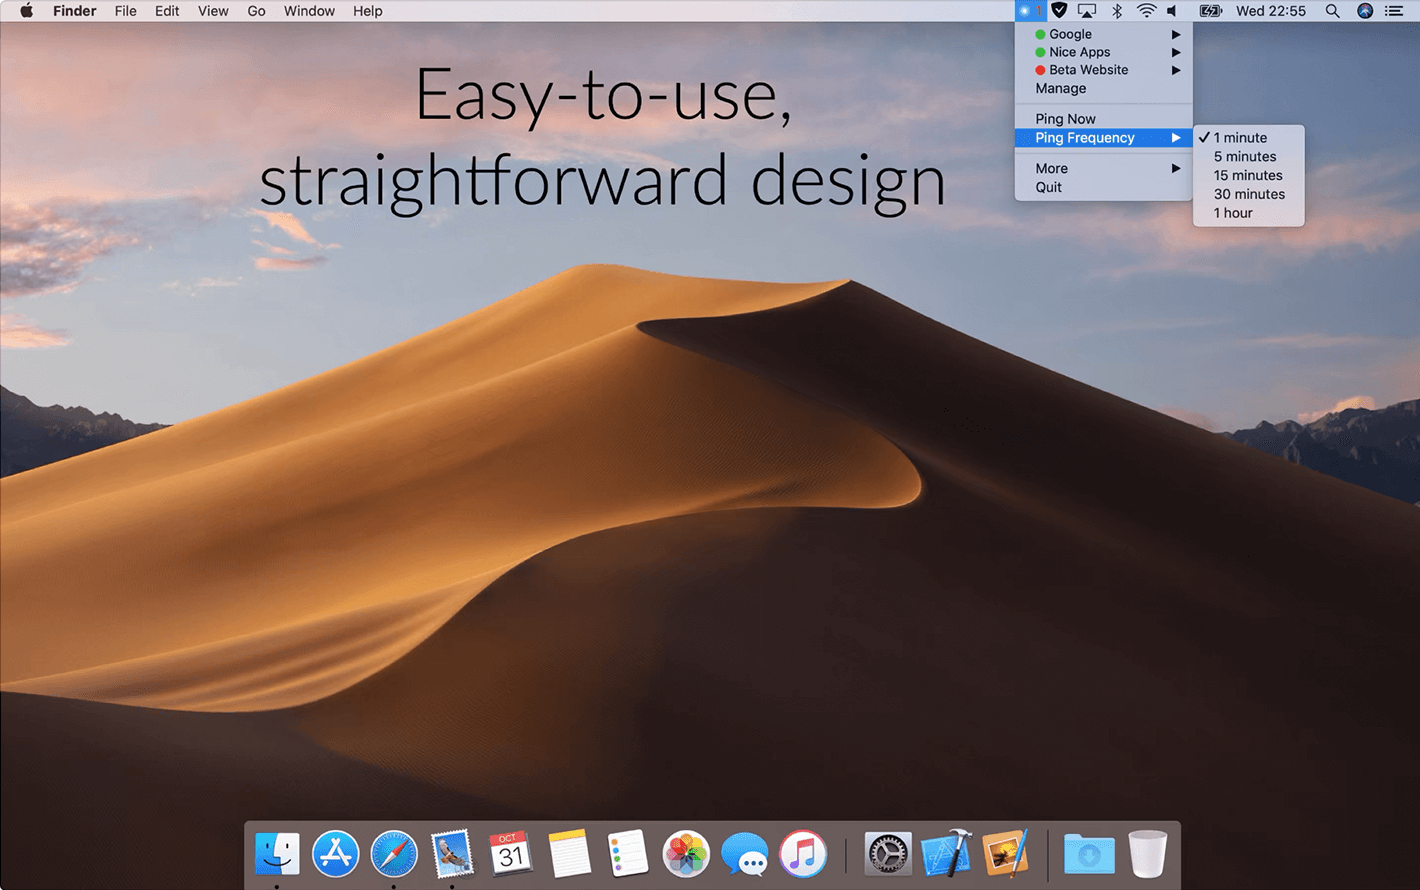 Finder File Edit View Go Window Help 1 Wed 22:55
Easy-to-use,
straightforward design
Google
Nice Apps
Beta Website
Manage
Ping Now
Ping Frequency
More
Quit
1 minute
5 minutes
15 minutes
30 minutes
1 hour
OCT
31